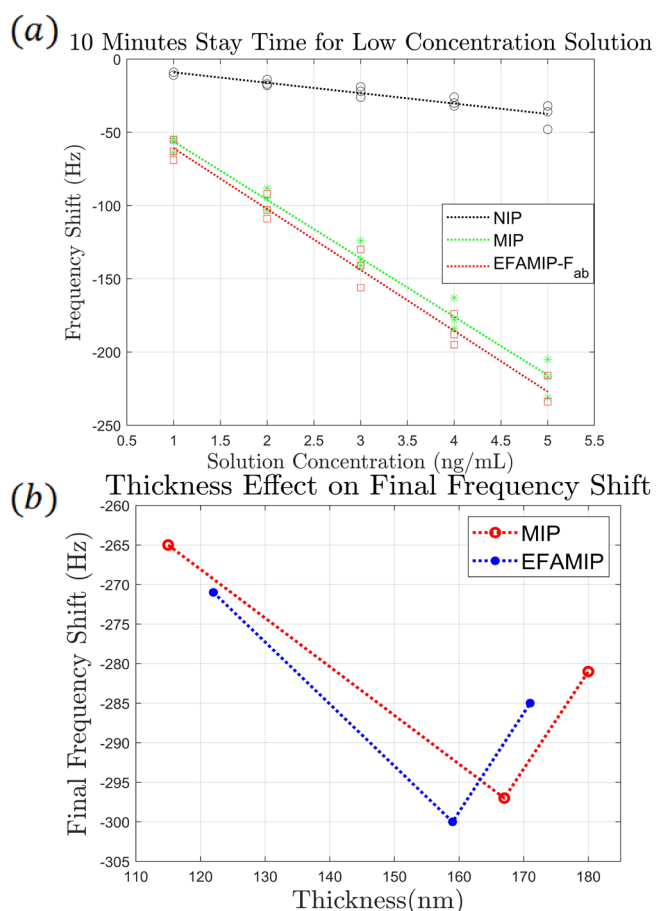 (a)
10 Minutes Stay Time for Low Concentration Solution
0
-50
-100
-150
-200
-250
Frequency Shift (Hz)
NIP
MIP
EFAMIP-F_ab
0.5 1 1.5 2 2.5 3 3.5 4 4.5 5 5.5
Solution Concentration (ng/mL)
(b)
Thickness Effect on Final Frequency Shift
-260
-265
-270
-275
-280
-285
-290
-295
-300
-305
Final Frequency Shift (Hz)
MIP
EFAMIP
110 120 130 140 150 160 170 180
Thickness(nm)